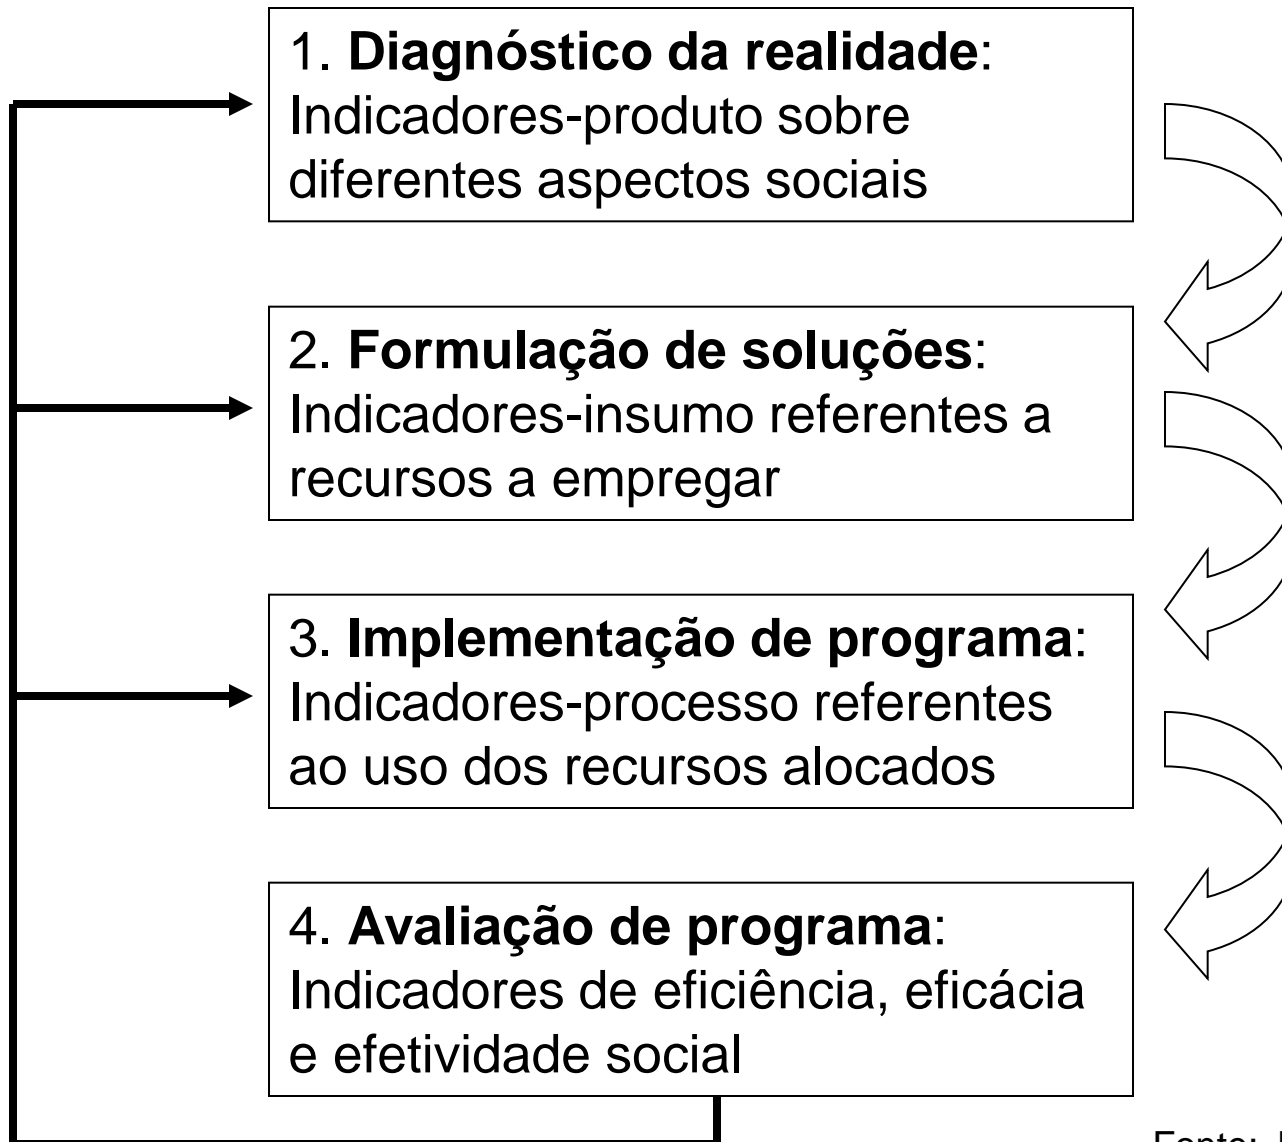 1. Diagnóstico da realidade:
Indicadores-produto sobre
diferentes aspectos sociais
2. Formulação de soluções:
Indicadores-insumo referentes a
recursos a empregar
3. Implementação de programa:
Indicadores-processo referentes
ao uso dos recursos alocados
4. Avaliação de programa:
Indicadores de eficiência, eficácia
e efetividade social
Fonte: